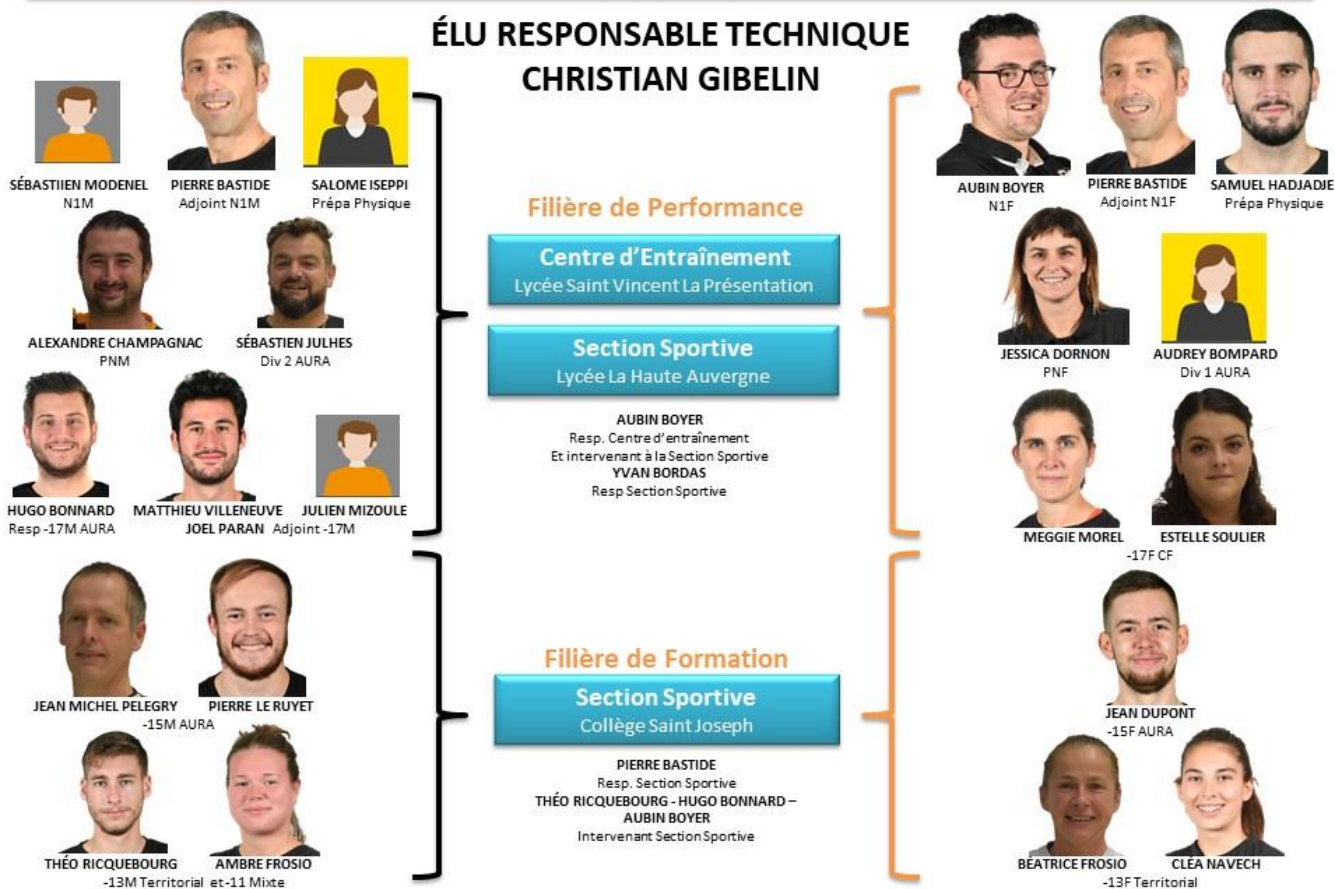 ÉLU RESPONSABLE TECHNIQUE
CHRISTIAN GIBELIN
SÉBASTIIEN MODENEL
N1M
PIERRE BASTIDE
Adjoint N1M
SALOME ISEPPI
Prépa Physique
ALEXANDRE CHAMPAGNAC
PNM
SÉBASTIEN JULHES
Div 2 AURA
HUGO BONNARD
Resp -17M AURA
MATTHIEU VILLENEUVE
JOEL PARAN
JULIEN MIZOULE
Adjoint -17M
Filière de Performance
Centre d'Entraînement
Lycée Saint Vincent La Présentation
Section Sportive
Lycée La Haute Auvergne
AUBIN BOYER
Resp. Centre d'entraînement
Et intervenant à la Section Sportive
YVAN BORDAS
Resp Section Sportive
AUBIN BOYER
N1F
PIERRE BASTIDE
Adjoint N1F
SAMUEL HADJADJE
Prépa Physique
JESSICA DORNON
PNF
AUDREY BOMPARD
Div 1 AURA
MEGGIE MOREL
ESTELLE SOULIER
-17F CF
JEAN MICHEL PELEGRY
PIERRE LE RUYET
-15M AURA
THÉO RICQUEBOURG
AMBRE FROSIO
-13M Territorial et-11 Mixte
Filière de Formation
Section Sportive
Collège Saint Joseph
PIERRE BASTIDE
Resp. Section Sportive
THÉO RICQUEBOURG - HUGO BONNARD –
AUBIN BOYER
Intervenant Section Sportive
JEAN DUPONT
-15F AURA
BÉATRICE FROSIO
CLÉA NAVECH
-13F Territorial